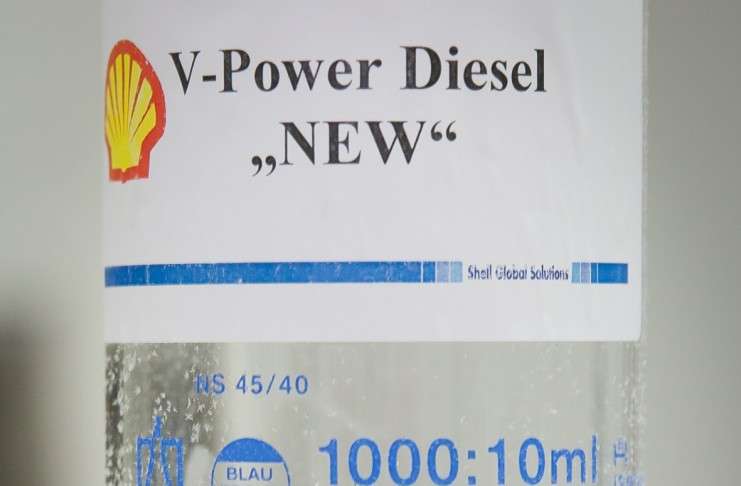 V-Power Diesel
„NEW“
Shell Global Solutions
NS 45/40
BLAU
1000:10ml